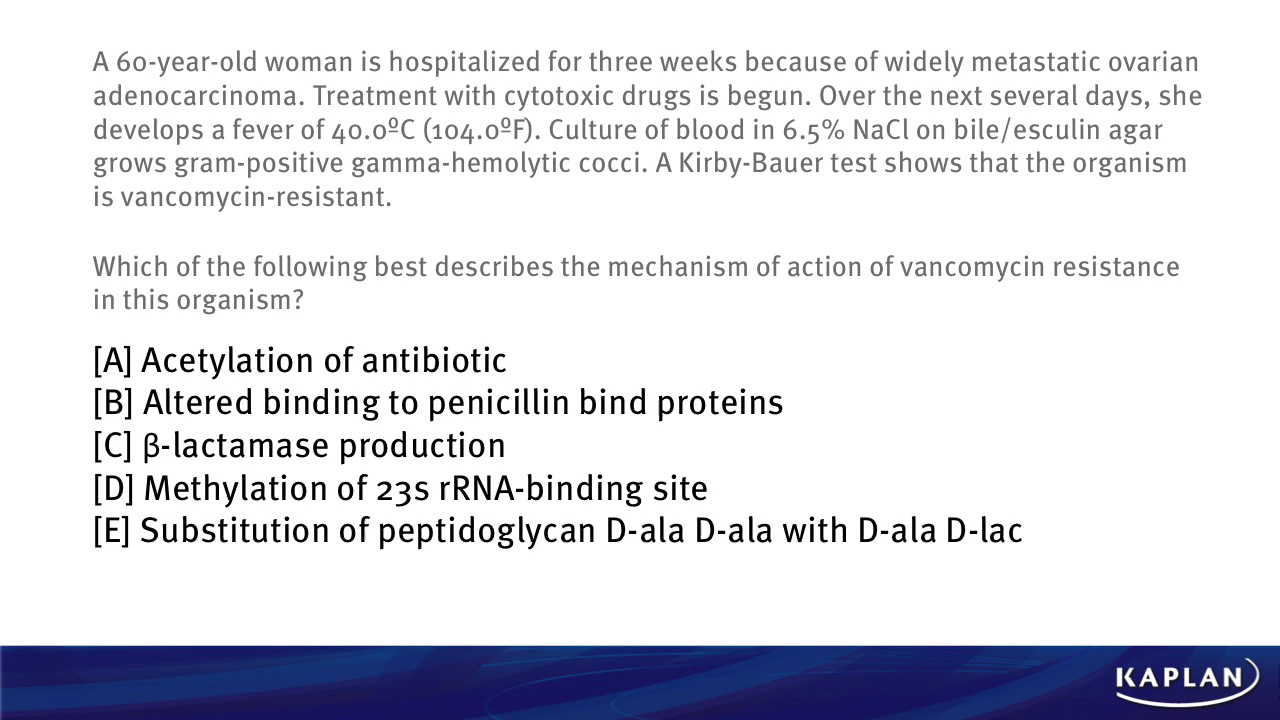 A 60-year-old woman is hospitalized for three weeks because of widely metastatic ovarian
adenocarcinoma. Treatment with cytotoxic drugs is begun. Over the next several days, she
develops a fever of 40.0ºC (104.0ºF). Culture of blood in 6.5% NaCl on bile/esculin agar
grows gram-positive gamma-hemolytic cocci. A Kirby-Bauer test shows that the organism
is vancomycin-resistant.
Which of the following best describes the mechanism of action of vancomycin resistance
in this organism?
[A] Acetylation of antibiotic
[B] Altered binding to penicillin bind proteins
[C] β-lactamase production
[D] Methylation of 23s rRNA-binding site
[E] Substitution of peptidoglycan D-ala D-ala with D-ala D-lac
KAPLAN